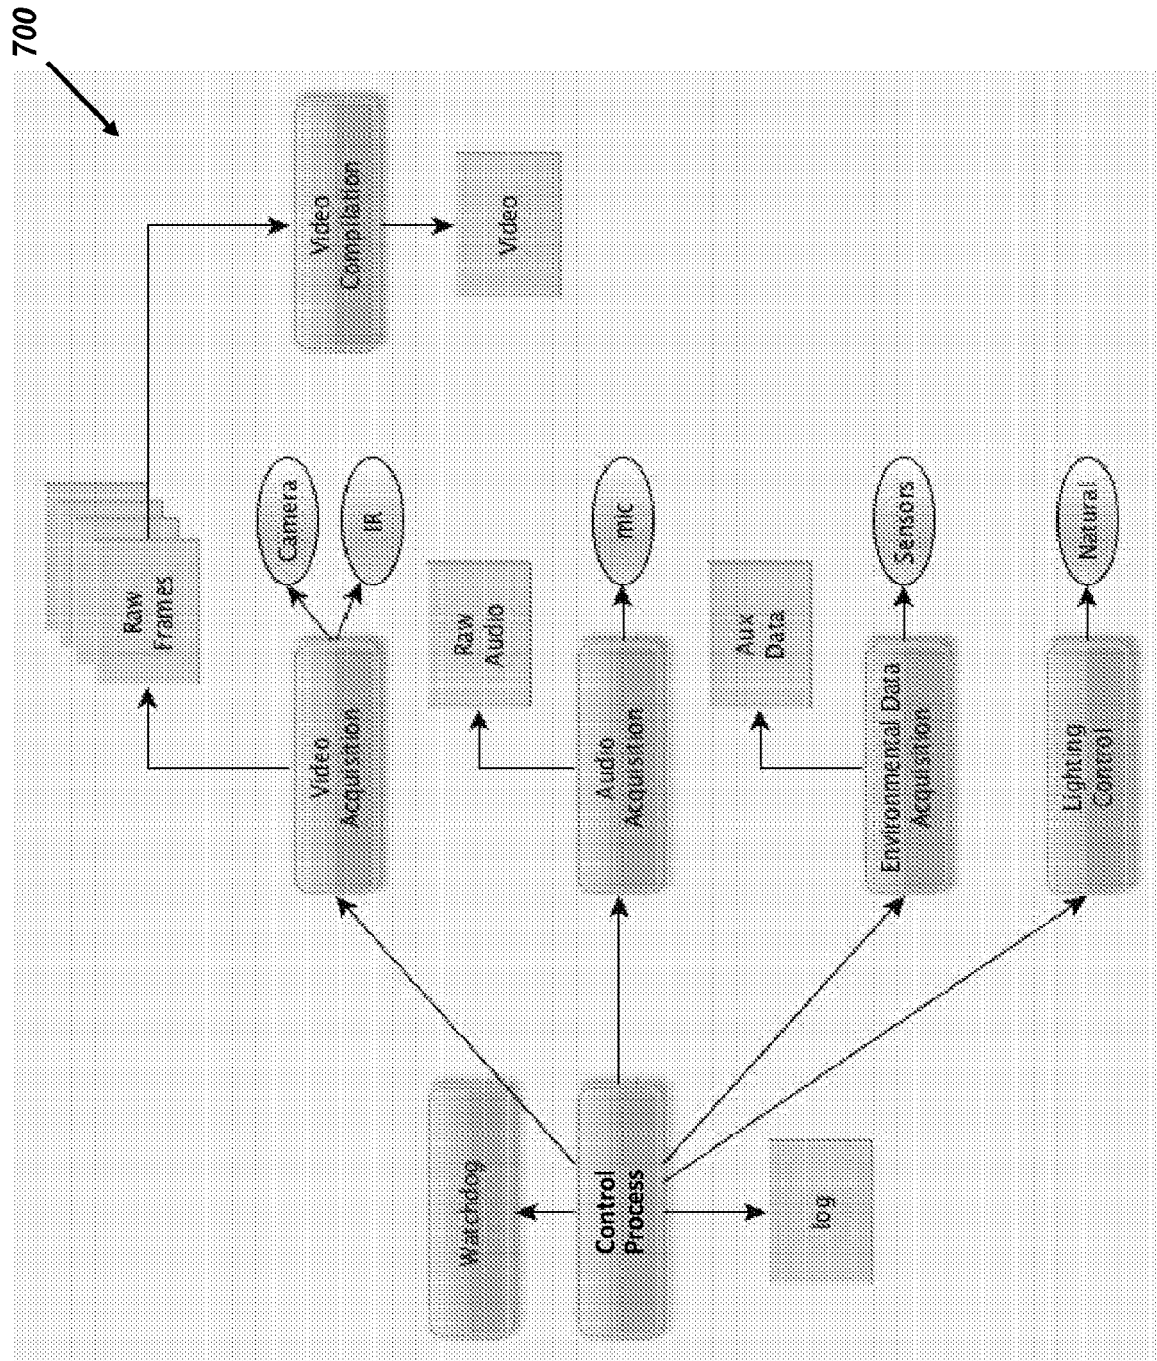 700
Raw
Frames
Video
Compilation
Video
Camera
IR
Video
Acquisition
Raw
Audio
mic
Audio
Acquisition
Aux
Data
Sensors
Environmental Data
Acquisition
Natural
Lighting
Control
Watchdog
Control
Process
log